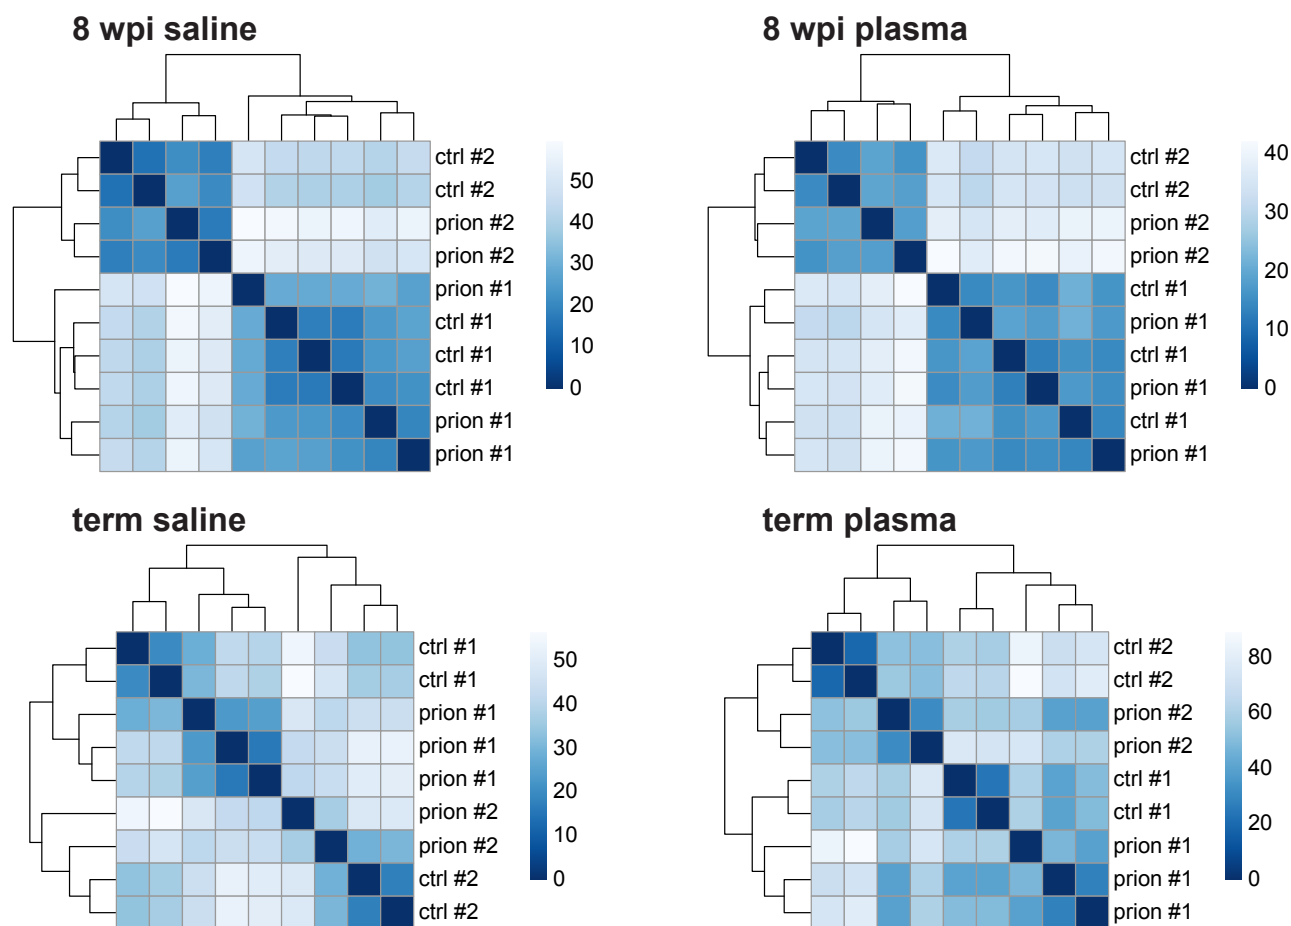 8 wpi saline
ctrl #2
ctrl #2
prion #2
prion #2
prion #1
ctrl #1
ctrl #1
ctrl #1
prion #1
prion #1
50
40
30
20
10
0
8 wpi plasma
ctrl #2
ctrl #2
prion #2
prion #2
ctrl #1
prion #1
ctrl #1
prion #1
ctrl #1
prion #1
40
30
20
10
0
term saline
ctrl #1
ctrl #1
prion #1
prion #1
prion #1
prion #2
prion #2
ctrl #2
ctrl #2
50
40
30
20
10
0
term plasma
ctrl #2
ctrl #2
prion #2
prion #2
ctrl #1
ctrl #1
prion #1
prion #1
prion #1
80
60
40
20
0